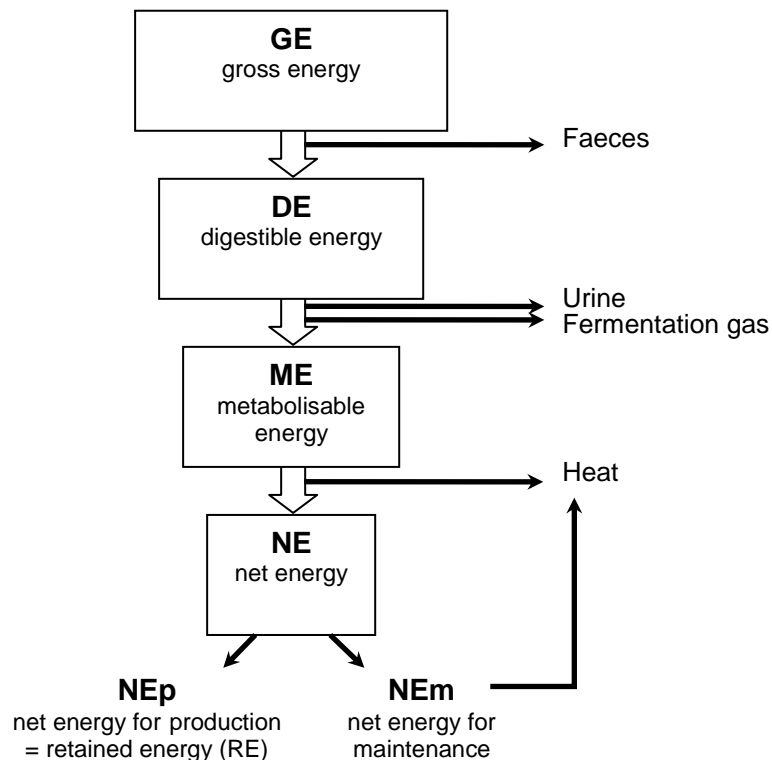 GE
gross energy
Faeces
DE
digestible energy
Urine
Fermentation gas
ME
metabolisable
energy
Heat
NE
net energy
NEp
net energy for production
= retained energy (RE)
NEm
net energy for
maintenance